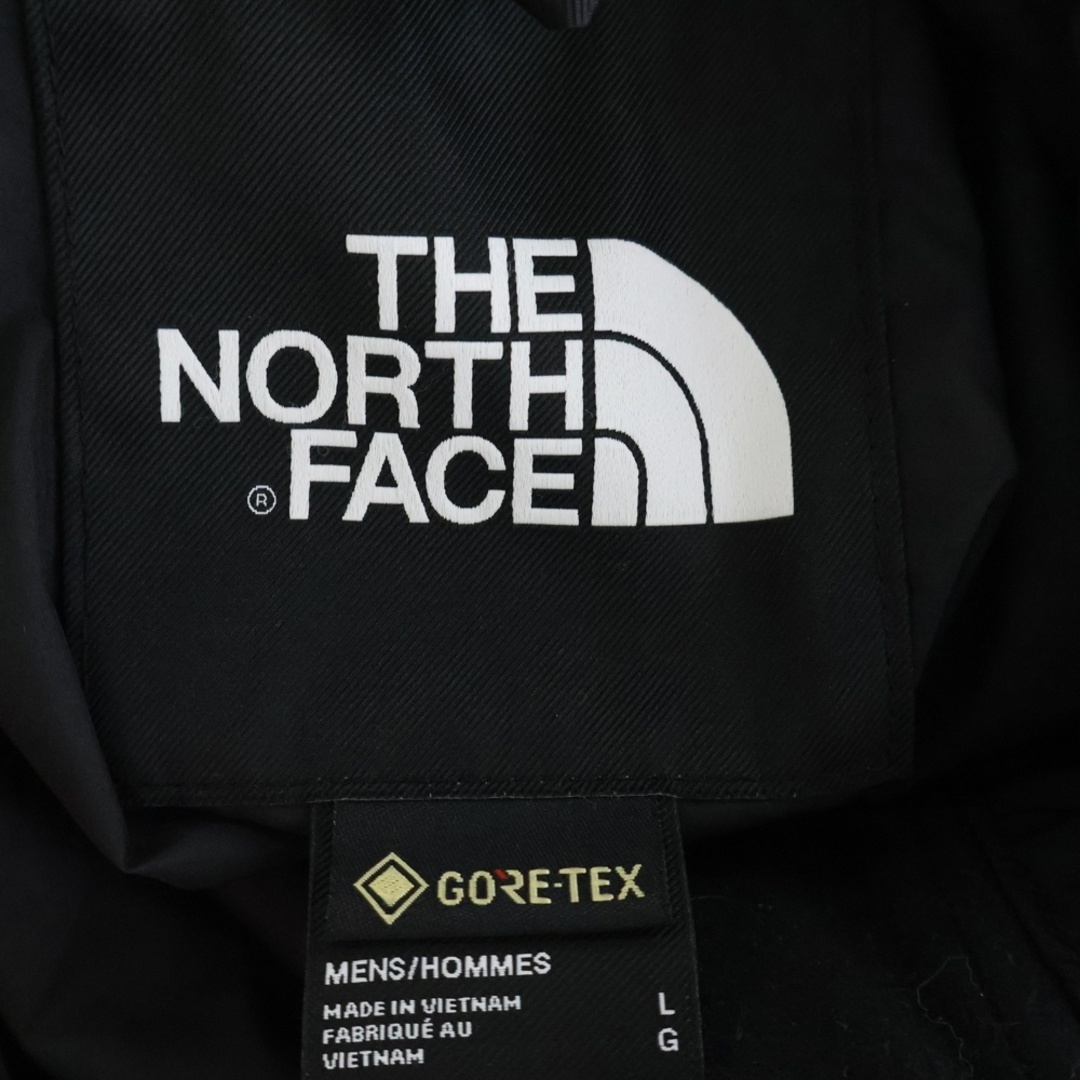 THE
NORTH
® FACE
GORE-TEX
MENS/HOMMES
MADE IN VIETNAM L
FABRIQUÉ AU G
VIETNAM